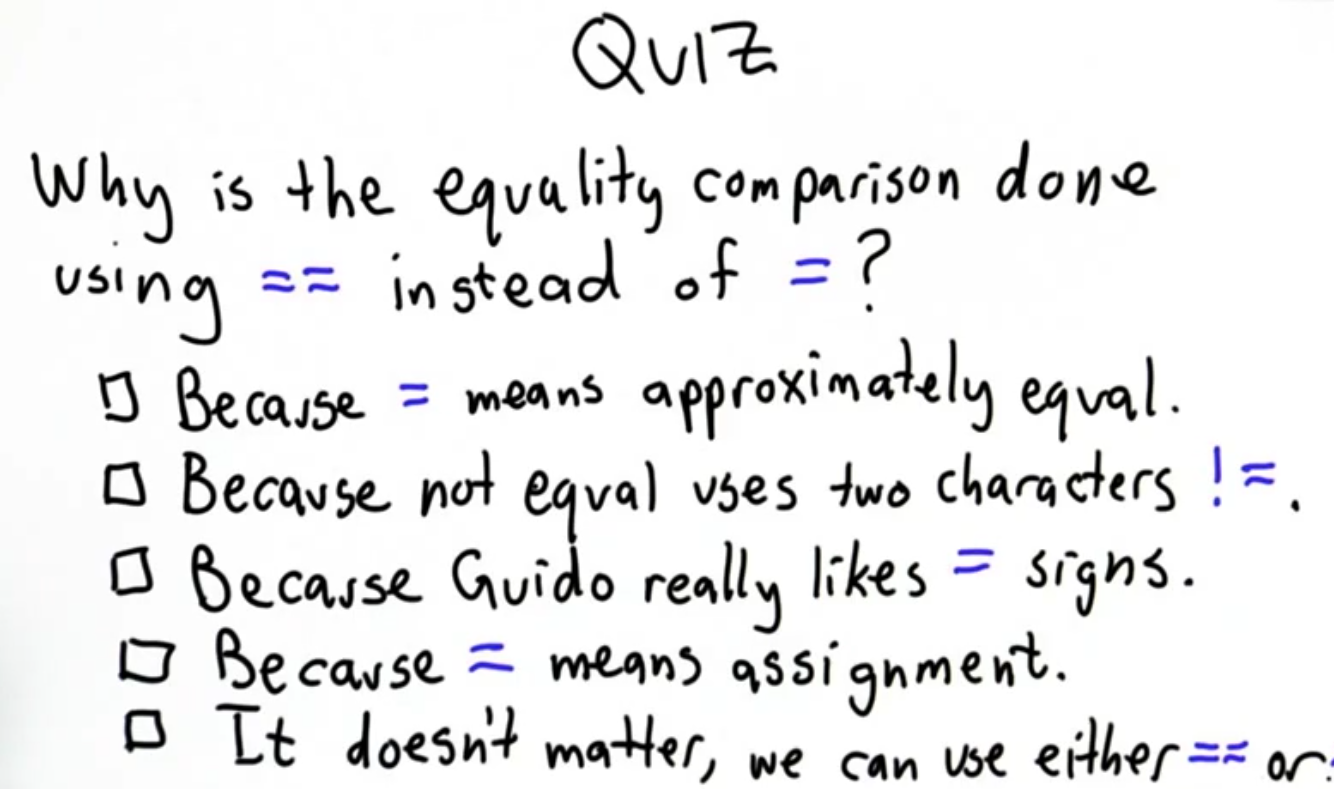 QUIZ
Why is the equality comparison done
using == instead of = ?
Because = means approximately equal.
Because not equal uses two characters !=.
Because Guido really likes = signs.
Because = means assignment.
It doesn't matter, we can use either == or